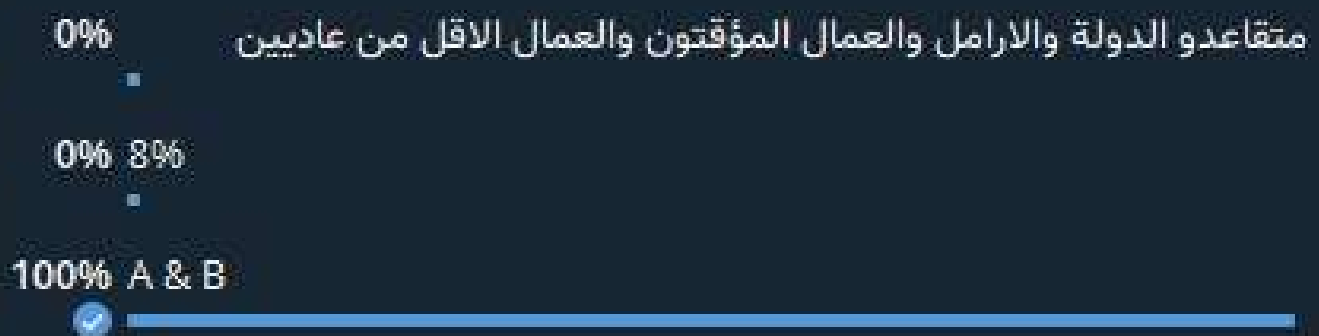 0% متقاعدو الدولة والارامل والعمال المؤقتون والعمال الاقل من عاديين
0% 8%
100% A & B